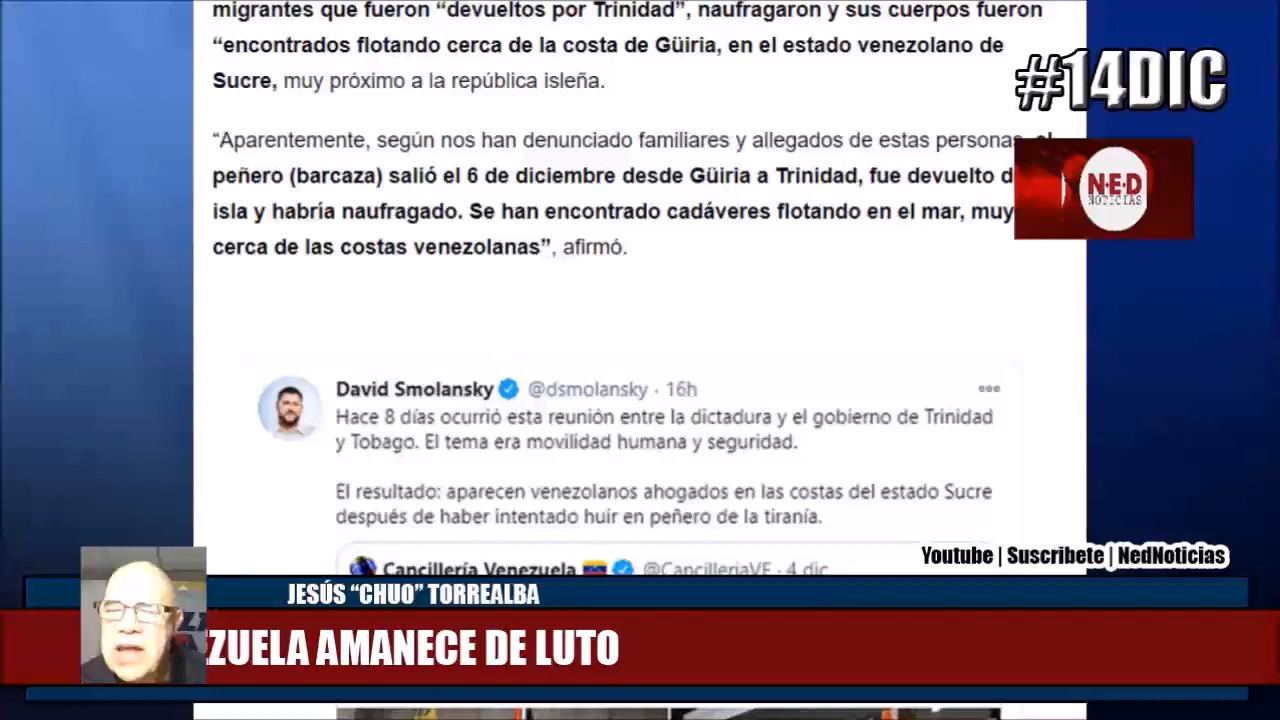 migrantes que fueron “devueltos por Trinidad”, naufragaron y sus cuerpos fueron
“encontrados flotando cerca de la costa de Güiria, en el estado venezolano de
Sucre, muy próximo a la república isleña.
#14DIC
“Aparentemente, según nos han denunciado familiares y allegados de estas personas, el
peñero (barcaza) salió el 6 de diciembre desde Güiria a Trinidad, fue devuelto d
isla y habría naufragado. Se han encontrado cadáveres flotando en el mar, muy
cerca de las costas venezolanas”, afirmó.
N•E•D
NOTICIAS
David Smolansky @dsmolansky · 16h
Hace 8 días ocurrió esta reunión entre la dictadura y el gobierno de Trinidad
y Tobago. El tema era movilidad humana y seguridad.
El resultado: aparecen venezolanos ahogados en las costas del estado Sucre
después de haber intentado huir en peñero de la tiranía.
Cancillería Venezuela @CancilleriaVE · 4 dic.
Youtube | Suscribete | NedNoticias
JESÚS “CHUO” TORREALBA
ZUELA AMANECE DE LUTO